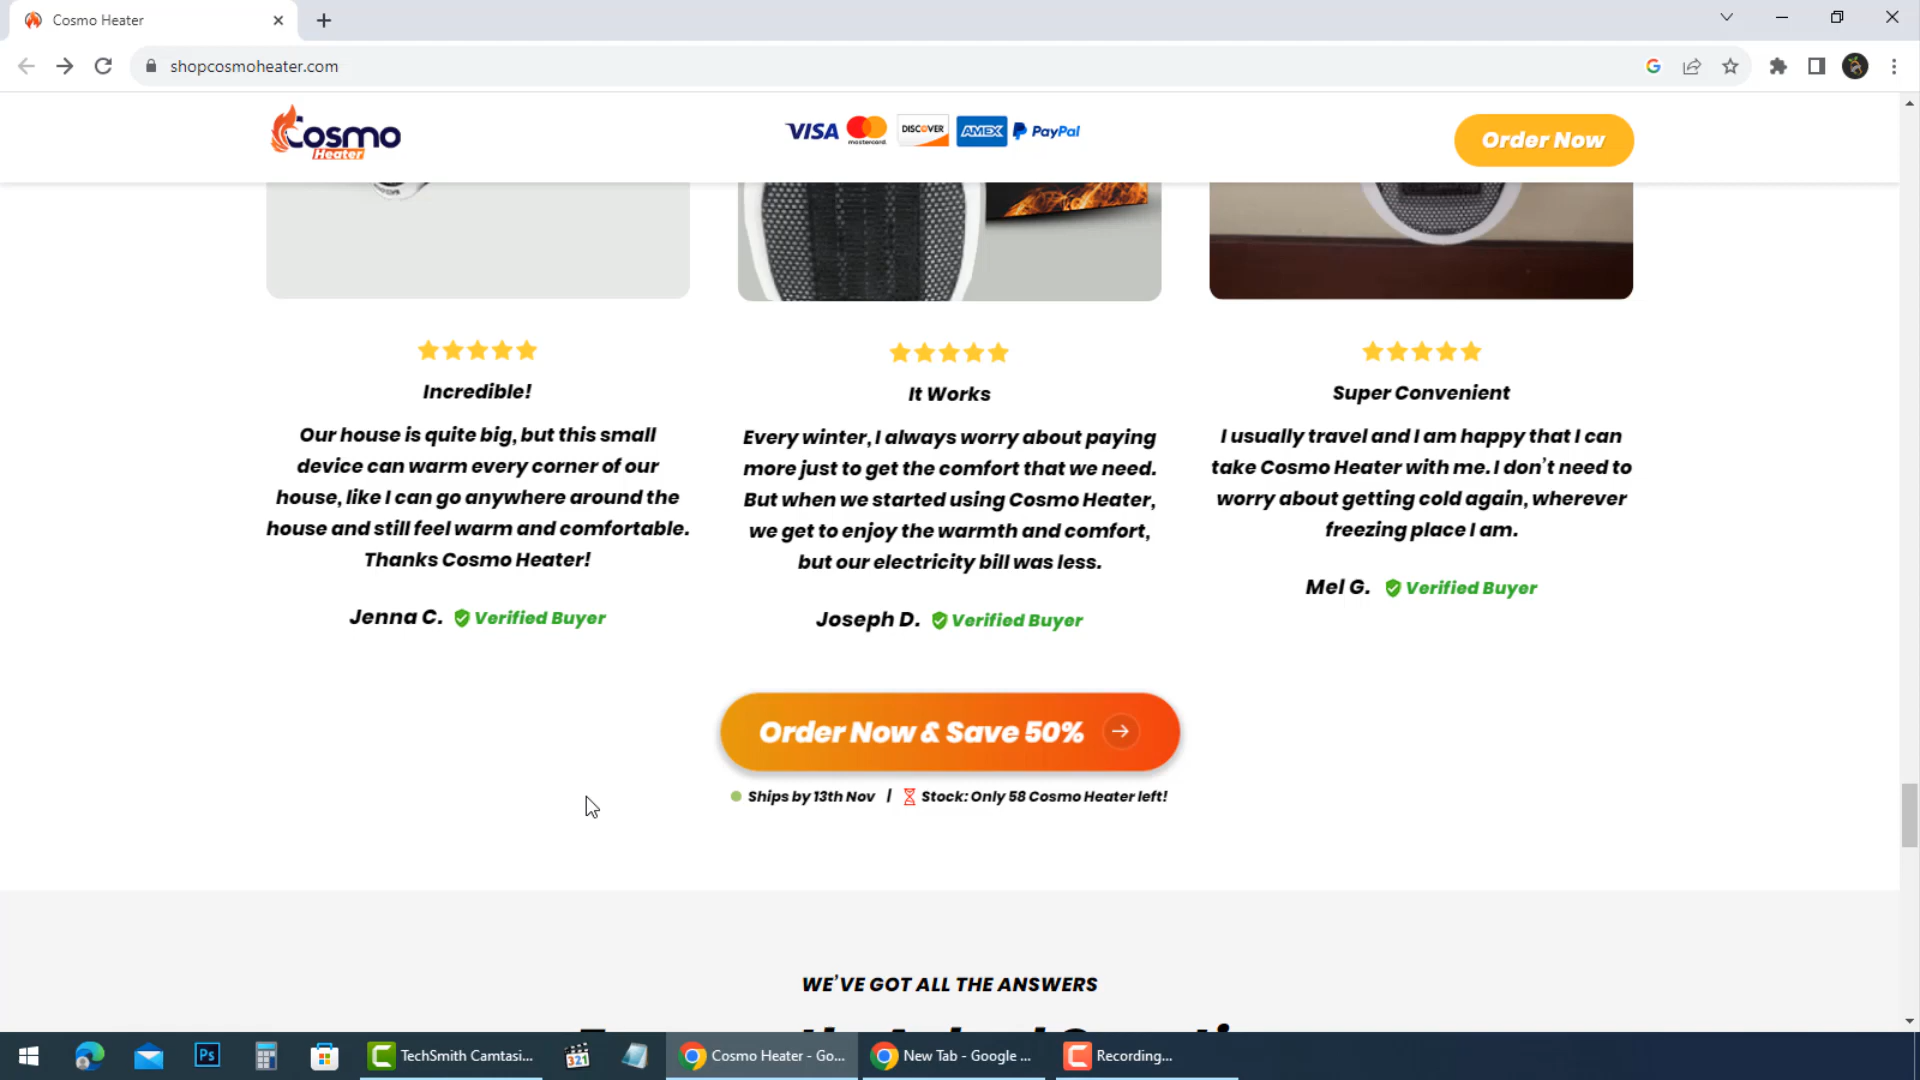 Cosmo Heater
shopcosmoheater.com
Cosmo
Heater
VISA mastercard DISCOVER AMEX PayPal
Order Now
Incredible!
Our house is quite big, but this small
device can warm every corner of our
house, like I can go anywhere around the
house and still feel warm and comfortable.
Thanks Cosmo Heater!
Jenna C. Verified Buyer
It Works
Every winter, I always worry about paying
more just to get the comfort that we need.
But when we started using Cosmo Heater,
we get to enjoy the warmth and comfort,
but our electricity bill was less.
Joseph D. Verified Buyer
Super Convenient
I usually travel and I am happy that I can
take Cosmo Heater with me. I don't need to
worry about getting cold again, wherever
freezing place I am.
Mel G. Verified Buyer
Order Now & Save 50%
Ships by 13th Nov | Stock: Only 58 Cosmo Heater left!
WE'VE GOT ALL THE ANSWERS
Ps
321
TechSmith Camtasi...
Cosmo Heater - Go...
New Tab - Google ...
Recording...